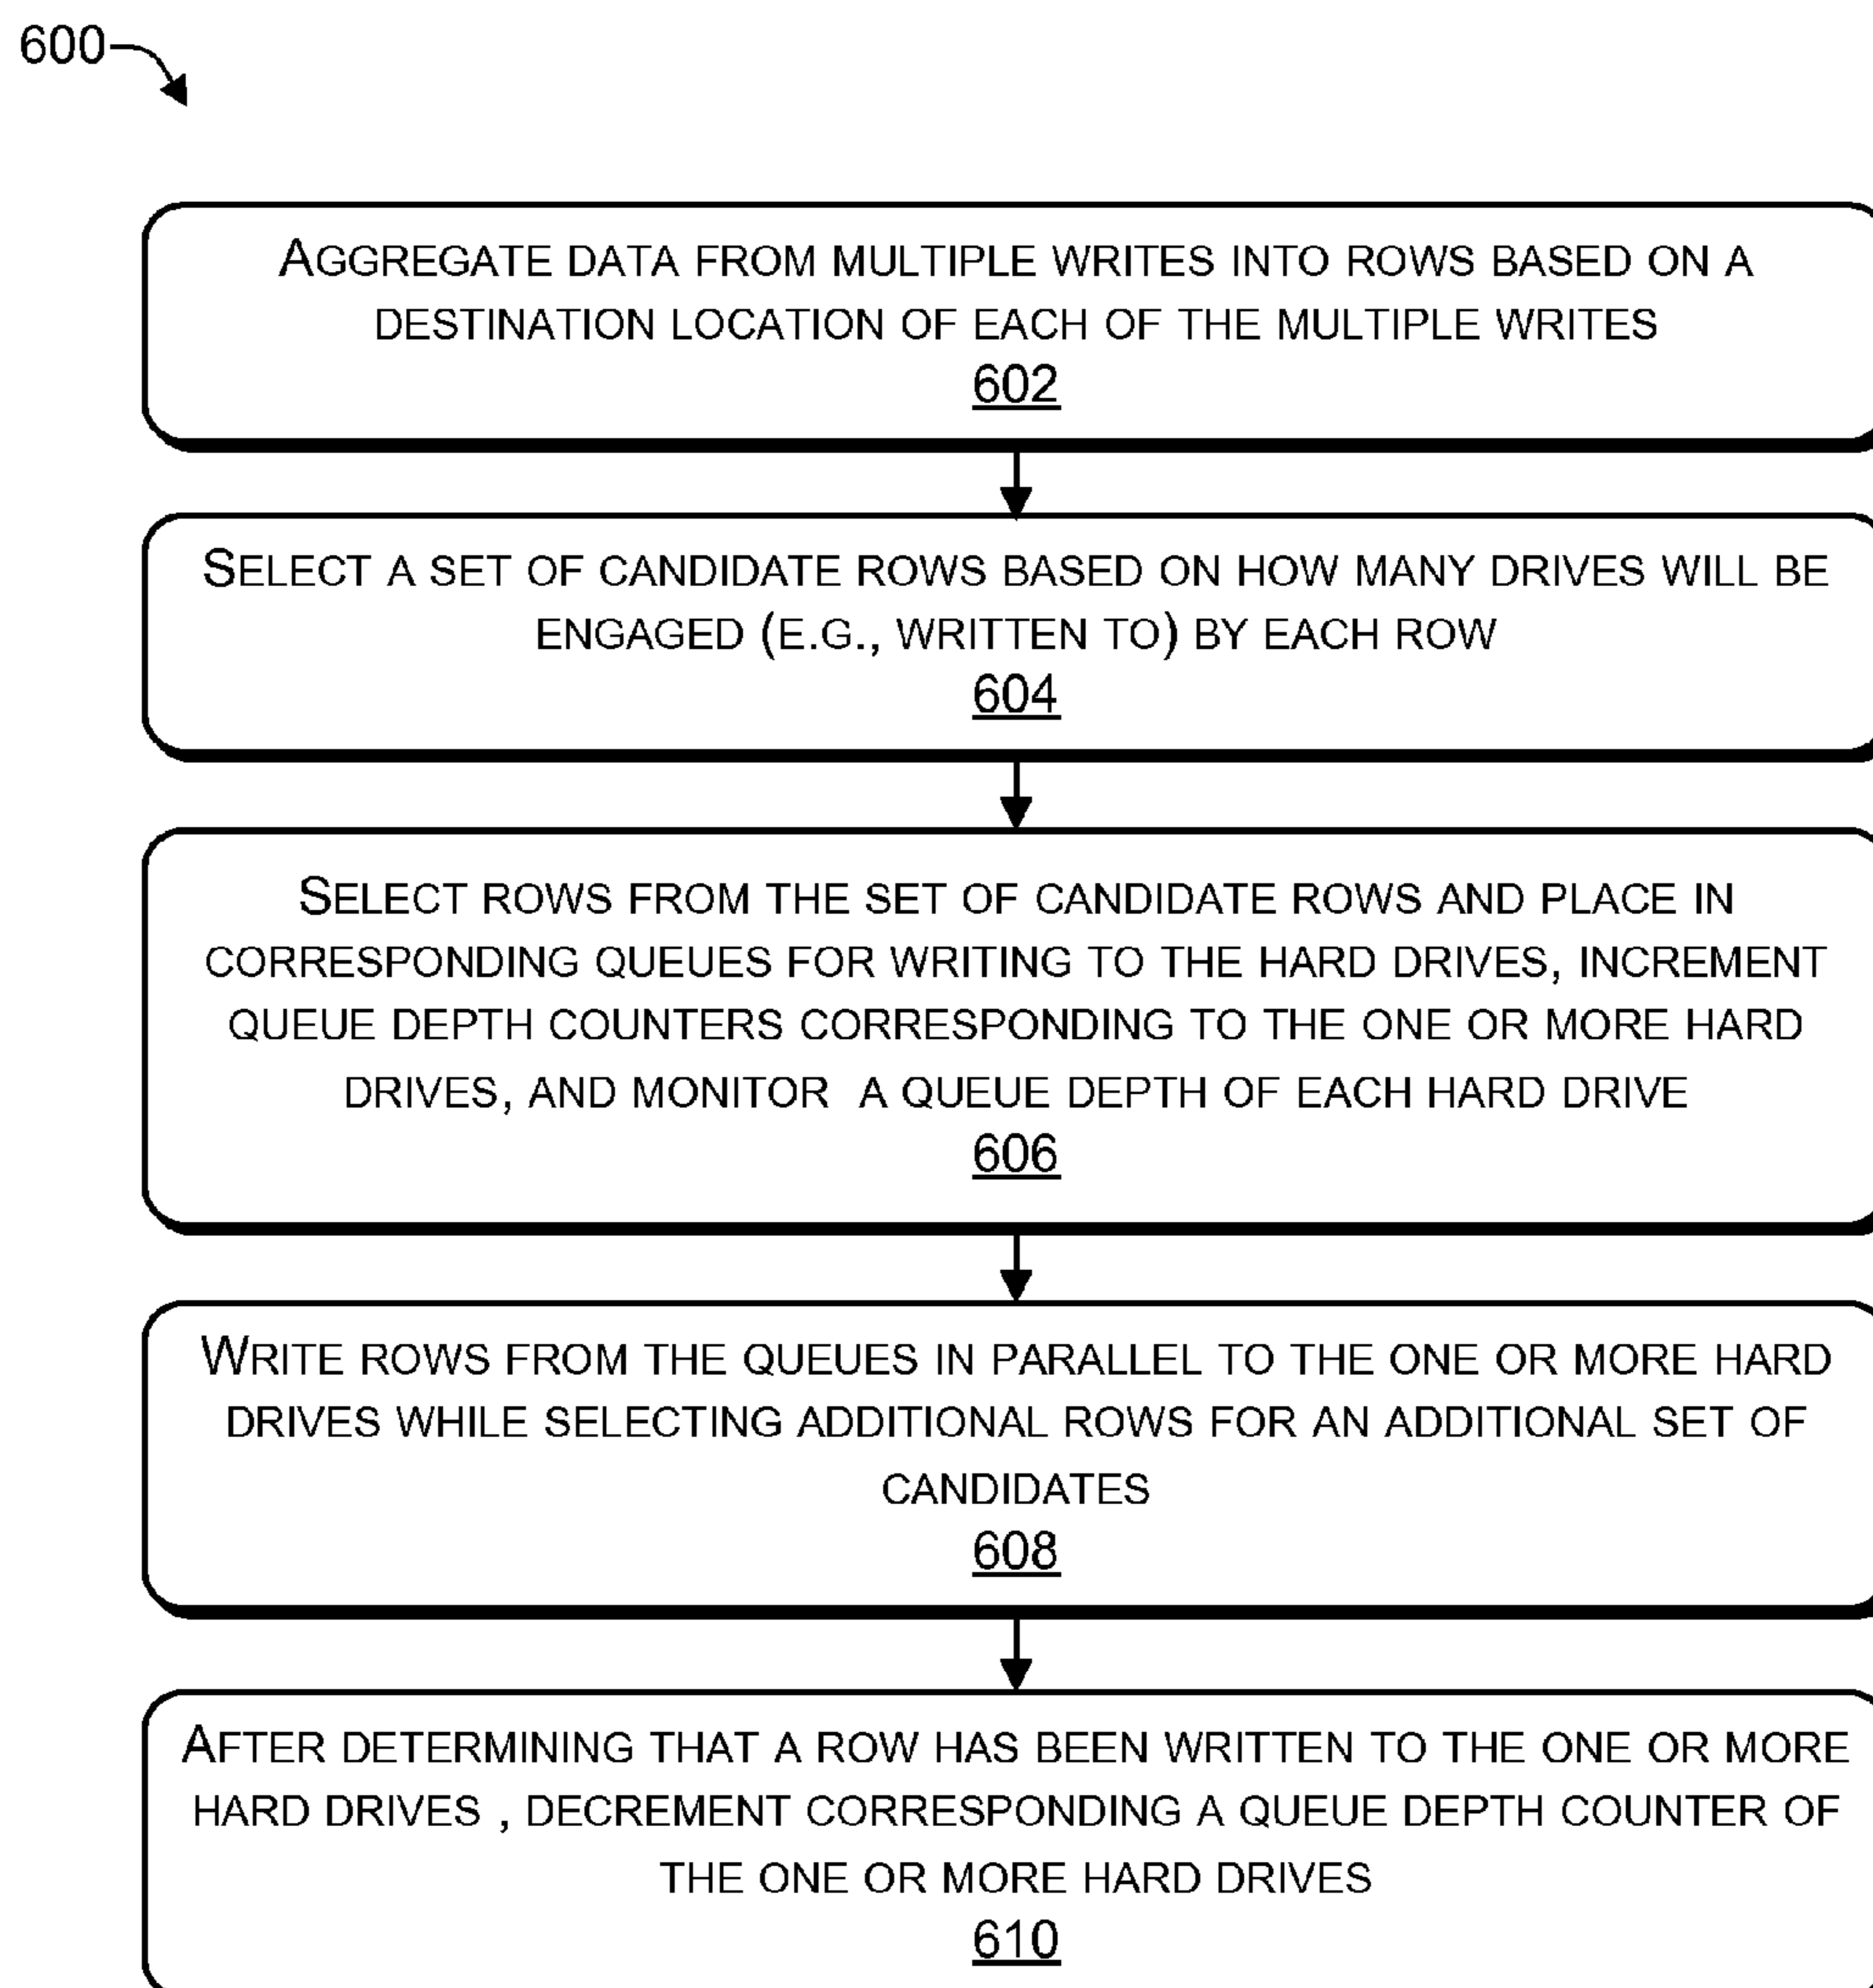 600
AGGREGATE DATA FROM MULTIPLE WRITES INTO ROWS BASED ON A
DESTINATION LOCATION OF EACH OF THE MULTIPLE WRITES
602
SELECT A SET OF CANDIDATE ROWS BASED ON HOW MANY DRIVES WILL BE
ENGAGED (E.G., WRITTEN TO) BY EACH ROW
604
SELECT ROWS FROM THE SET OF CANDIDATE ROWS AND PLACE IN
CORRESPONDING QUEUES FOR WRITING TO THE HARD DRIVES, INCREMENT
QUEUE DEPTH COUNTERS CORRESPONDING TO THE ONE OR MORE HARD
DRIVES, AND MONITOR A QUEUE DEPTH OF EACH HARD DRIVE
606
WRITE ROWS FROM THE QUEUES IN PARALLEL TO THE ONE OR MORE HARD
DRIVES WHILE SELECTING ADDITIONAL ROWS FOR AN ADDITIONAL SET OF
CANDIDATES
608
AFTER DETERMINING THAT A ROW HAS BEEN WRITTEN TO THE ONE OR MORE
HARD DRIVES , DECREMENT CORRESPONDING A QUEUE DEPTH COUNTER OF
THE ONE OR MORE HARD DRIVES
610